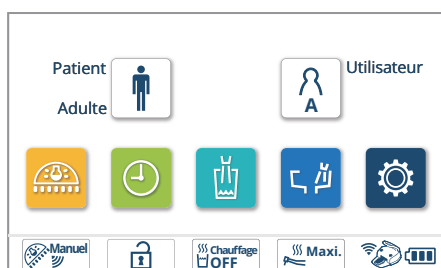 Patient
Adulte
Utilisateur
A
Manuel
Chauffage
OFF
Maxi.